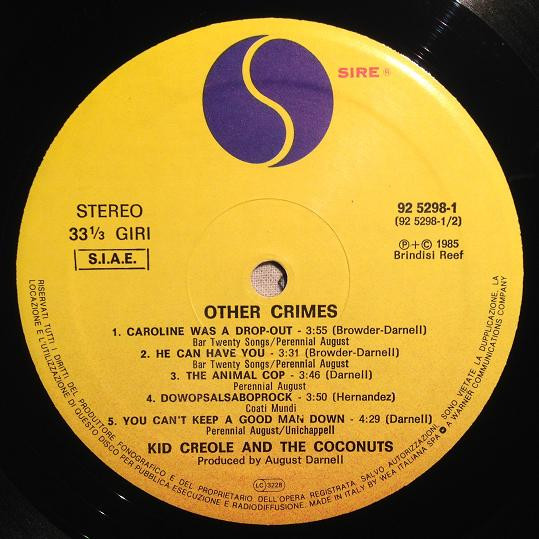 SIRE ®
STEREO
33 1/3 GIRI
S.I.A.E.
92 5298-1
(92 5298-1/2)
Ⓟ+© 1985
Brindisi Reef
OTHER CRIMES
1. CAROLINE WAS A DROP-OUT - 3:55 (Browder-Darnell)
Bar Twenty Songs/Perennial August
2. HE CAN HAVE YOU - 3:31 (Browder-Darnell)
Bar Twenty Songs/Perennial August
3. THE ANIMAL COP - 3:46 (Darnell)
Perennial August
4. DOWOPSALSABOPROCK - 3:50 (Hernandez)
Coati Mundi
5. YOU CAN'T KEEP A GOOD MAN DOWN - 4:29 (Darnell)
Perennial August/Unichappell
KID CREOLE AND THE COCONUTS
Produced by August Darnell
LC 3228
RISERVATI TUTTI I DIRITTI DEL PRODUTTORE FONOGRAFICO E DEL PROPRIETARIO DELL'OPERA REGISTRATA. SALVO AUTORIZZAZIONI, SONO VIETATE LA DUPLICAZIONE, LA
LOCAZIONE E L'UTILIZZAZIONE DI QUESTO DISCO PER PUBBLICA ESECUZIONE E RADIODIFFUSIONE. MADE IN ITALY BY WEA ITALIANA SPA A WARNER COMMUNICATIONS COMPANY